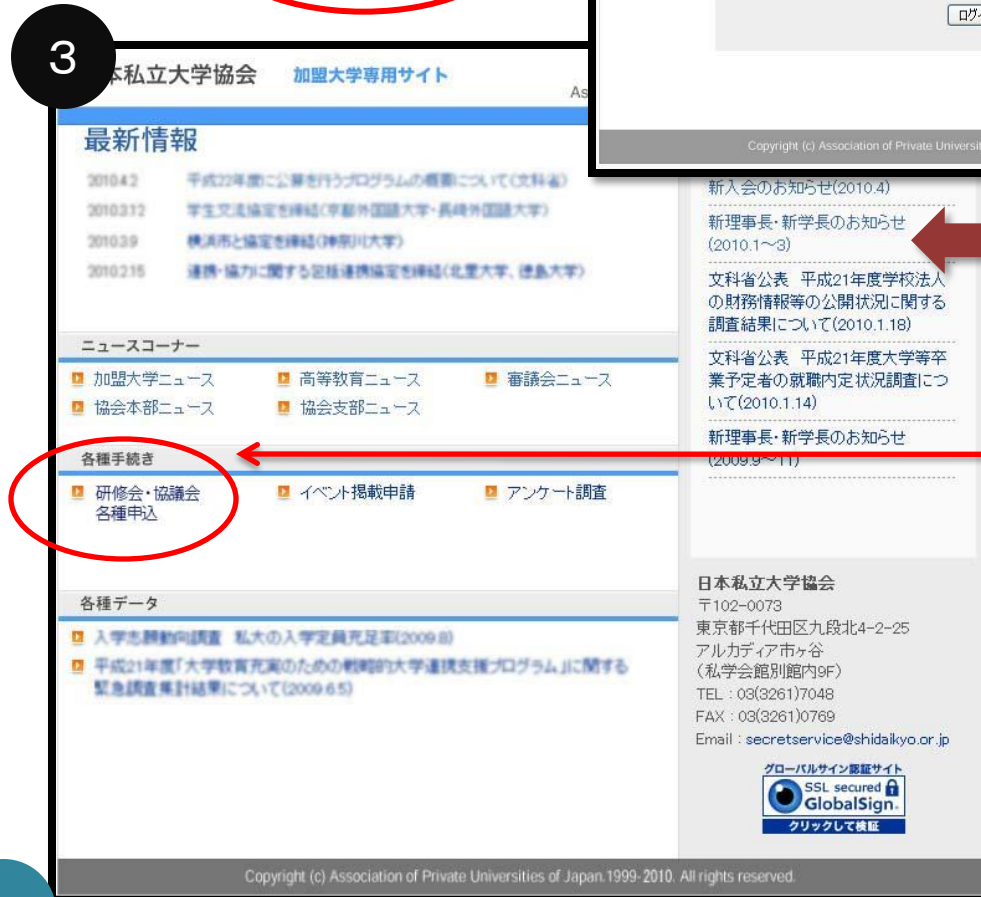 3
本私立大学協会 加盟大学専用サイト
As
ログ
Copyright (c) Association of Private Universit
最新情報
2010.4.2 平成22年度に公募を行うプログラムの概要について(文科省)
2010.3.12 学生交流協定を締結(京都外国語大学・長崎外国語大学)
2010.3.9 横浜市と協定を締結(神奈川大学)
2010.2.15 連携・協力に関する包括連携協定を締結(北里大学、徳島大学)
ニュースコーナー
加盟大学ニュース 高等教育ニュース 審議会ニュース
協会本部ニュース 協会支部ニュース
各種手続き
研修会・協議会 イベント掲載申請 アンケート調査
各種申込
各種データ
入学志願動向調査 私大の入学定員充足率(2009.8)
平成21年度「大学教育充実のための戦略的大学連携支援プログラム」に関する
緊急調査集計結果について(2009.6.5)
新入会のお知らせ(2010.4)
新理事長・新学長のお知らせ
(2010.1～3)
文科省公表 平成21年度学校法人
の財務情報等の公開状況に関する
調査結果について(2010.1.18)
文科省公表 平成21年度大学等卒
業予定者の就職内定状況調査につ
いて(2010.1.14)
新理事長・新学長のお知らせ
(2009.9～11)
日本私立大学協会
〒102-0073
東京都千代田区九段北4-2-25
アルカディア市ヶ谷
(私学会館別館内9F)
TEL：03(3261)7048
FAX：03(3261)0769
Email：secretservice@shidaikyo.or.jp
グローバルサイン認証サイト
SSL secured
GlobalSign.
クリックして検証
Copyright (c) Association of Private Universities of Japan.1999-2010. All rights reserved.